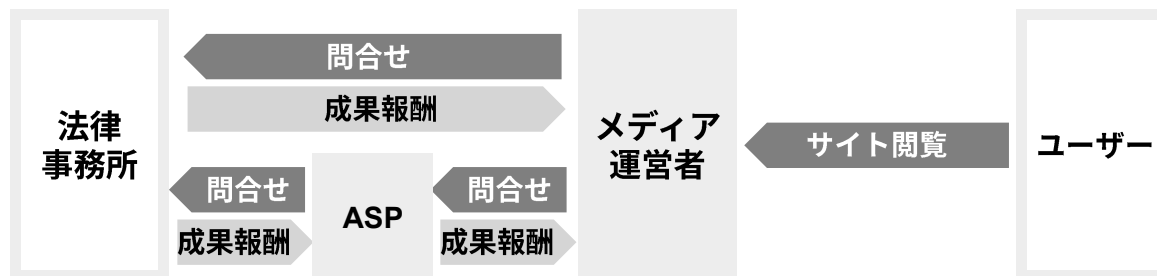 問合せ
成果報酬
法律
事務所
メディア
運営者
サイト閲覧
ユーザー
問合せ
ASP
問合せ
成果報酬
成果報酬